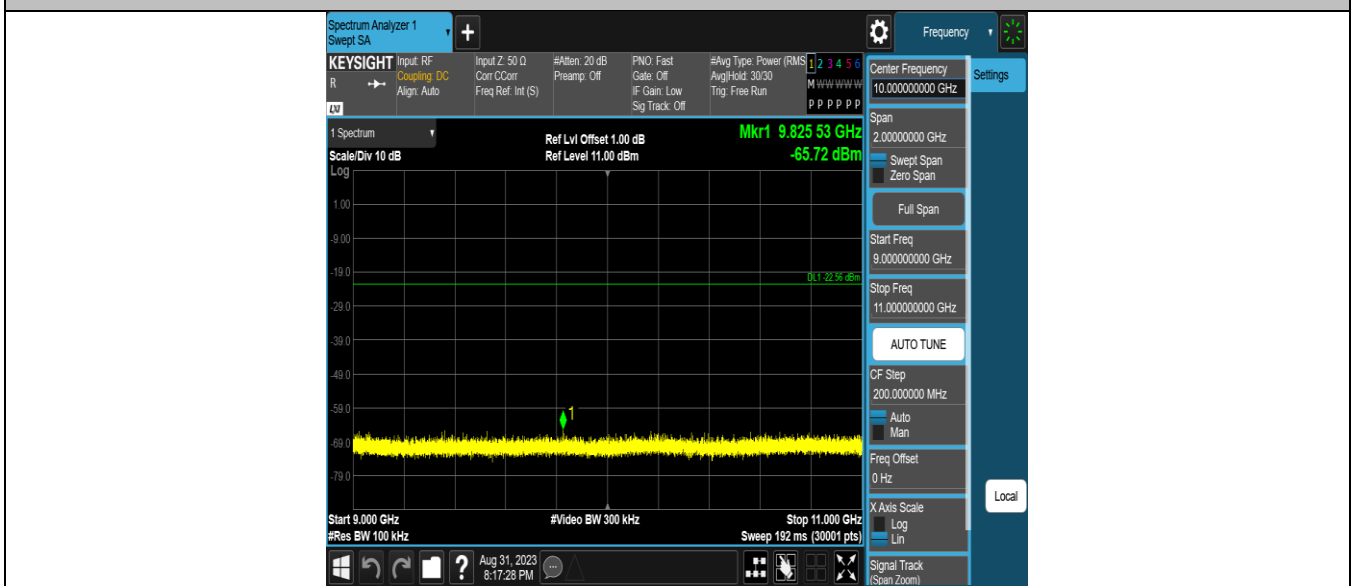 Spectrum Analyzer 1
Swept SA
+
Frequency
KEYSIGHT
R
LXI
Input: RF
Coupling: DC
Align: Auto
Input Z: 50 Ω
Corr CCorr
Freq Ref: Int (S)
#Atten: 20 dB
Preamp: Off
PNO: Fast
Gate: Off
IF Gain: Low
Sig Track: Off
#Avg Type: Power (RMS
Avg|Hold: 30/30
Trig: Free Run
1 2 3 4 5 6
M W W W W W
P P P P P P
1 Spectrum
Scale/Div 10 dB
Ref Lvl Offset 1.00 dB
Ref Level 11.00 dBm
Mkr1 9.825 53 GHz
-65.72 dBm
Log
1.00
-9.00
-19.0
DL1 -22.56 dBm
-29.0
-39.0
-49.0
-59.0
1
-69.0
-79.0
Start 9.000 GHz
#Res BW 100 kHz
#Video BW 300 kHz
Stop 11.000 GHz
Sweep 192 ms (30001 pts)
?
Aug 31, 2023
8:17:28 PM
Center Frequency
10.000000000 GHz
Settings
Span
2.00000000 GHz
Swept Span
Zero Span
Full Span
Start Freq
9.000000000 GHz
Stop Freq
11.000000000 GHz
AUTO TUNE
CF Step
200.000000 MHz
Auto
Man
Freq Offset
0 Hz
X Axis Scale
Log
Lin
Local
Signal Track
(Span Zoom)